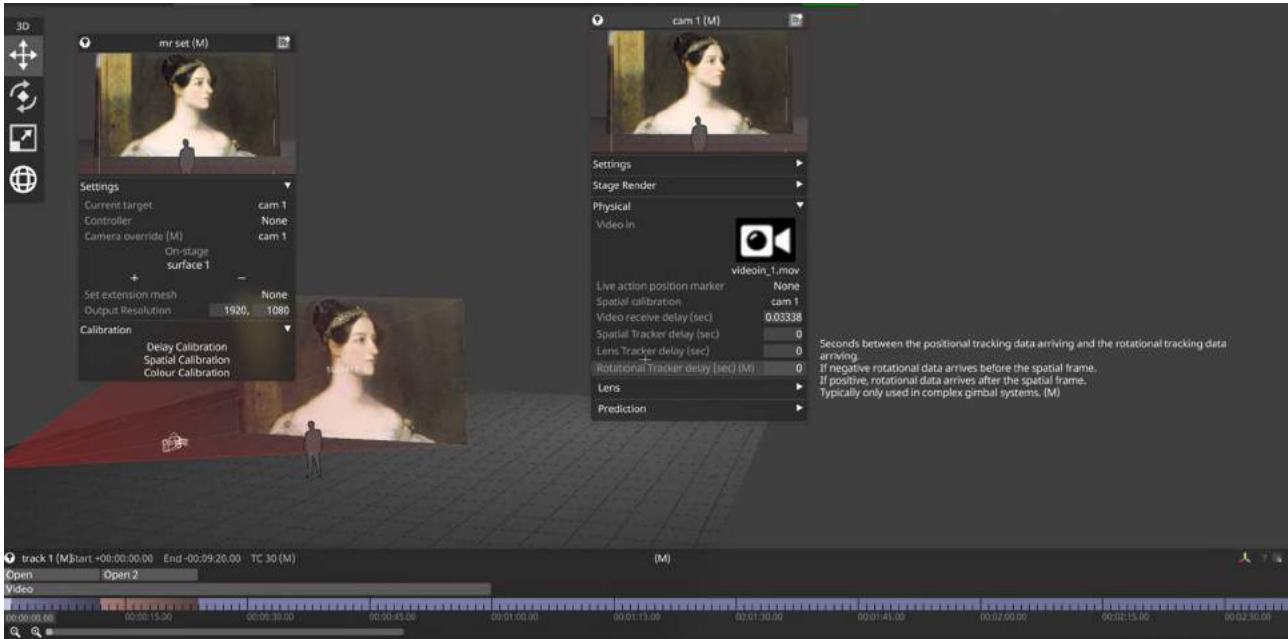 3D
mr set (M)
Settings
Current target cam 1
Controller None
Camera override (M) cam 1
On-stage
surface 1
+ −
Set extension mesh None
Output Resolution 1920, 1080
Calibration
Delay Calibration
Spatial Calibration
Colour Calibration
cam 1 (M)
Settings
Stage Render
Physical
Video in
videoin_1.mov
Live action position marker None
Spatial calibration cam 1
Video receive delay (sec) 0.03338
Spatial Tracker delay (sec) 0
Lens Tracker delay (sec) 0
Rotational Tracker delay (sec) (M) 0
Lens
Prediction
Seconds between the positional tracking data arriving and the rotational tracking data
arriving.
If negative rotational data arrives before the spatial frame.
If positive, rotational data arrives after the spatial frame.
Typically only used in complex gimbal systems. (M)
track 1 (M) Start +00:00:00.00 End -00:09:20.00 TC 30 (M) (M)
Open Open 2
Video
00:00:00.00 00:00:15.00 00:00:30.00 00:00:45.00 00:01:00.00 00:01:15.00 00:01:30.00 00:01:45.00 00:02:00.00 00:02:15.00 00:02:30.00